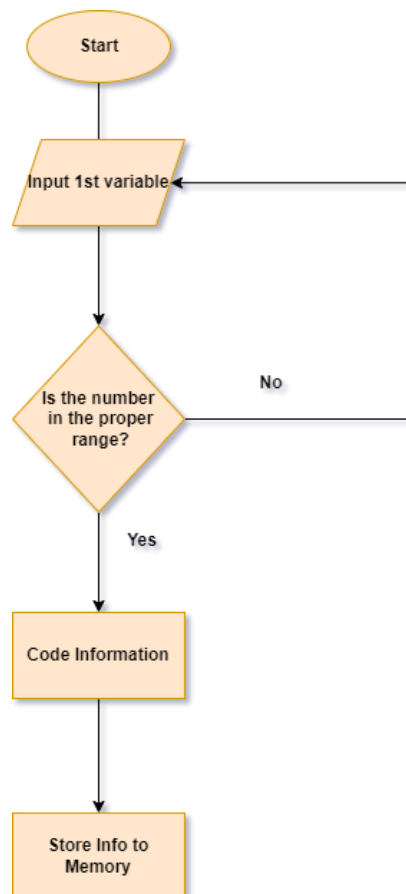 Start
Input 1st variable
Is the number
in the proper
range?
No
Yes
Code Information
Store Info to
Memory